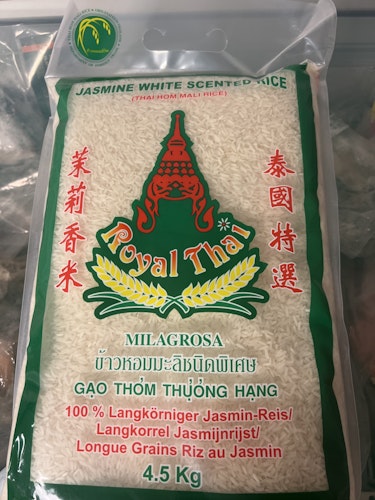 JASMINE WHITE SCENTED RICE
(THAI HOM MALI RICE)
茉莉香米
泰國特選
Royal Thai
MILAGROSA
ข้าวหอมมะลิชนิดพิเศษ
GẠO THỎM THƯỢNG HẠNG
100 % Langkörniger Jasmin-Reis/
Langkorrel Jasmijnrijst/
Longue Grains Riz au Jasmin
4.5 Kg